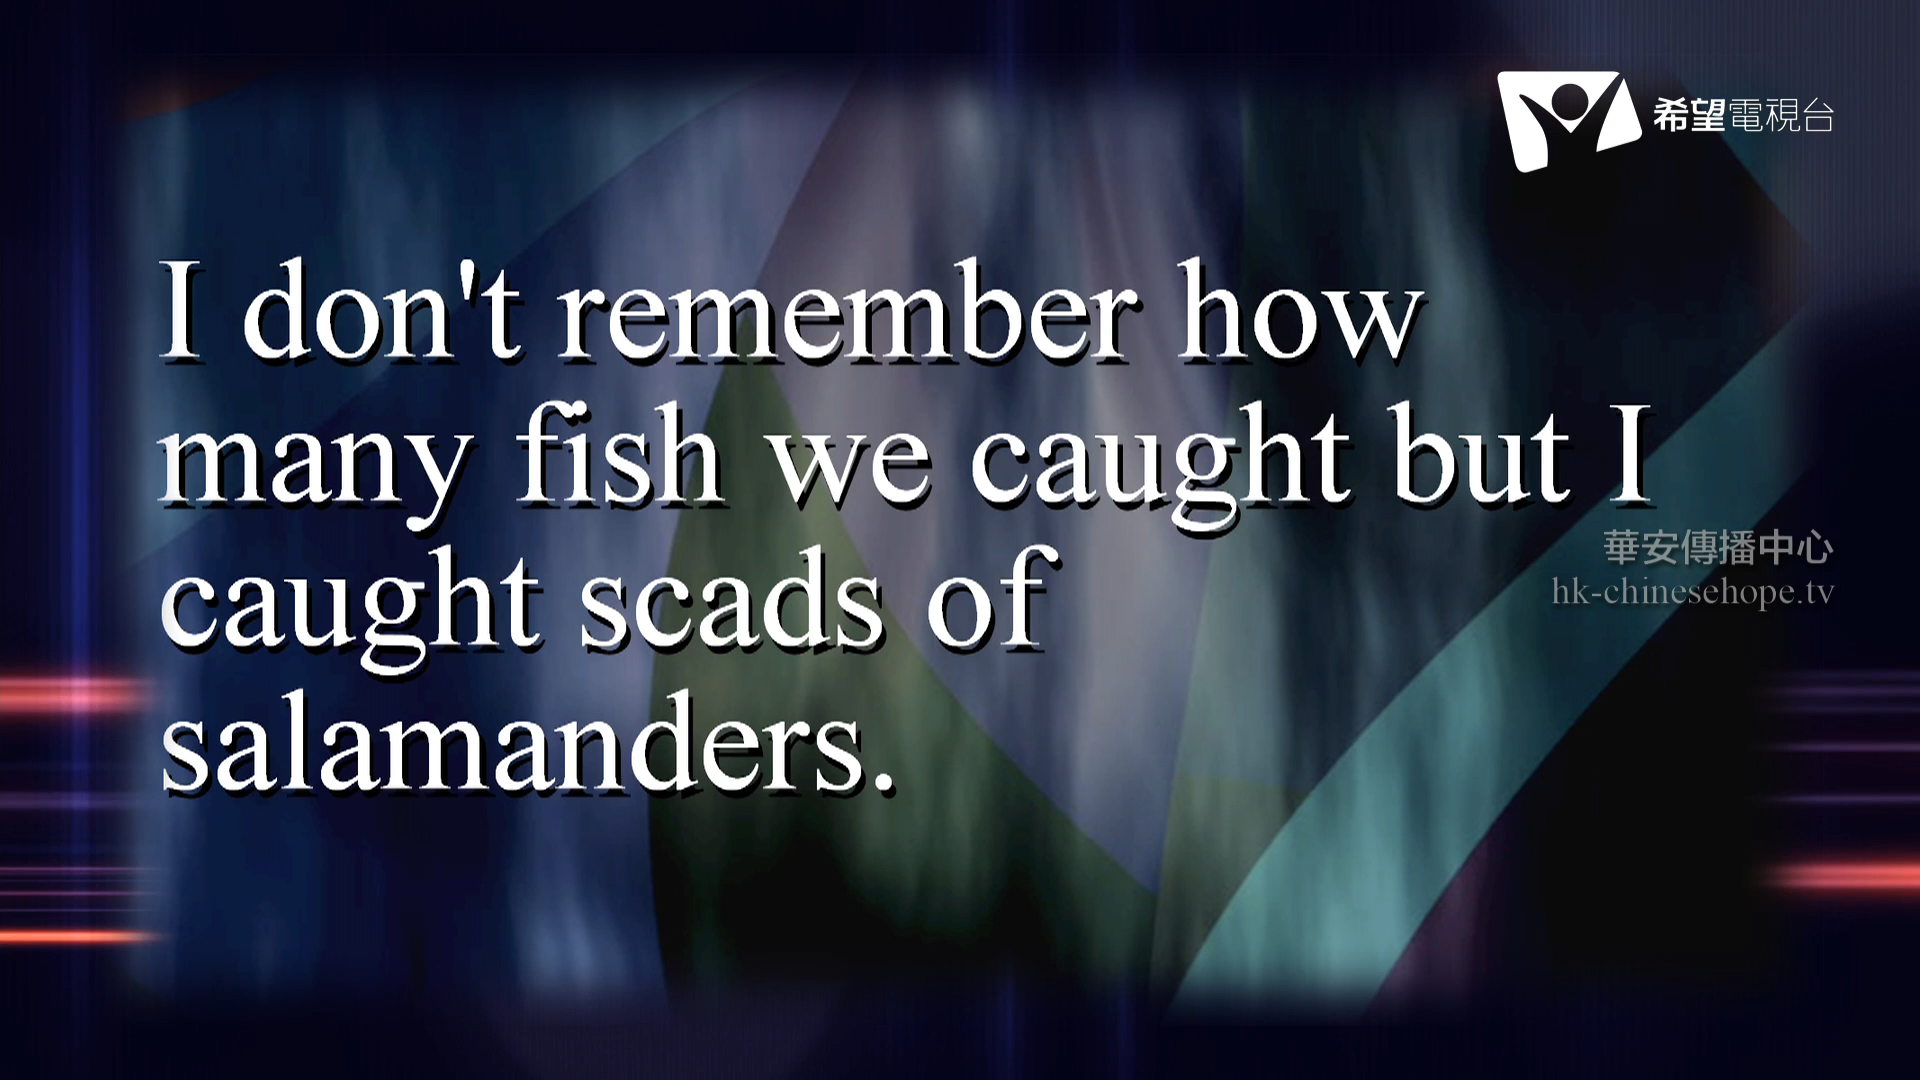 希望電視台
I don't remember how
many fish we caught but I
caught scads of
salamanders.
華安傳播中心
hk-chinesehope.tv